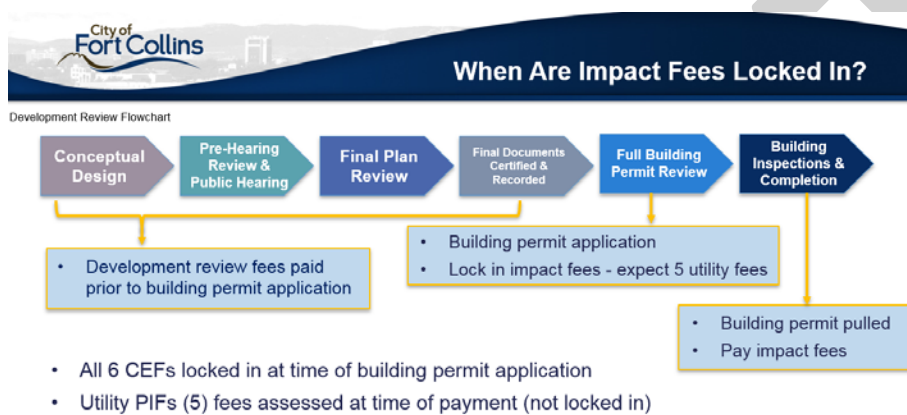 City of
Fort Collins
When Are Impact Fees Locked In?
Development Review Flowchart
Conceptual
Design
Pre-Hearing
Review &
Public Hearing
Final Plan
Review
Final Documents
Certified &
Recorded
Full Building
Permit Review
Building
Inspections &
Completion
• Development review fees paid
prior to building permit application
• Building permit application
• Lock in impact fees - expect 5 utility fees
• Building permit pulled
• Pay impact fees
• All 6 CEFs locked in at time of building permit application
• Utility PIFs (5) fees assessed at time of payment (not locked in)